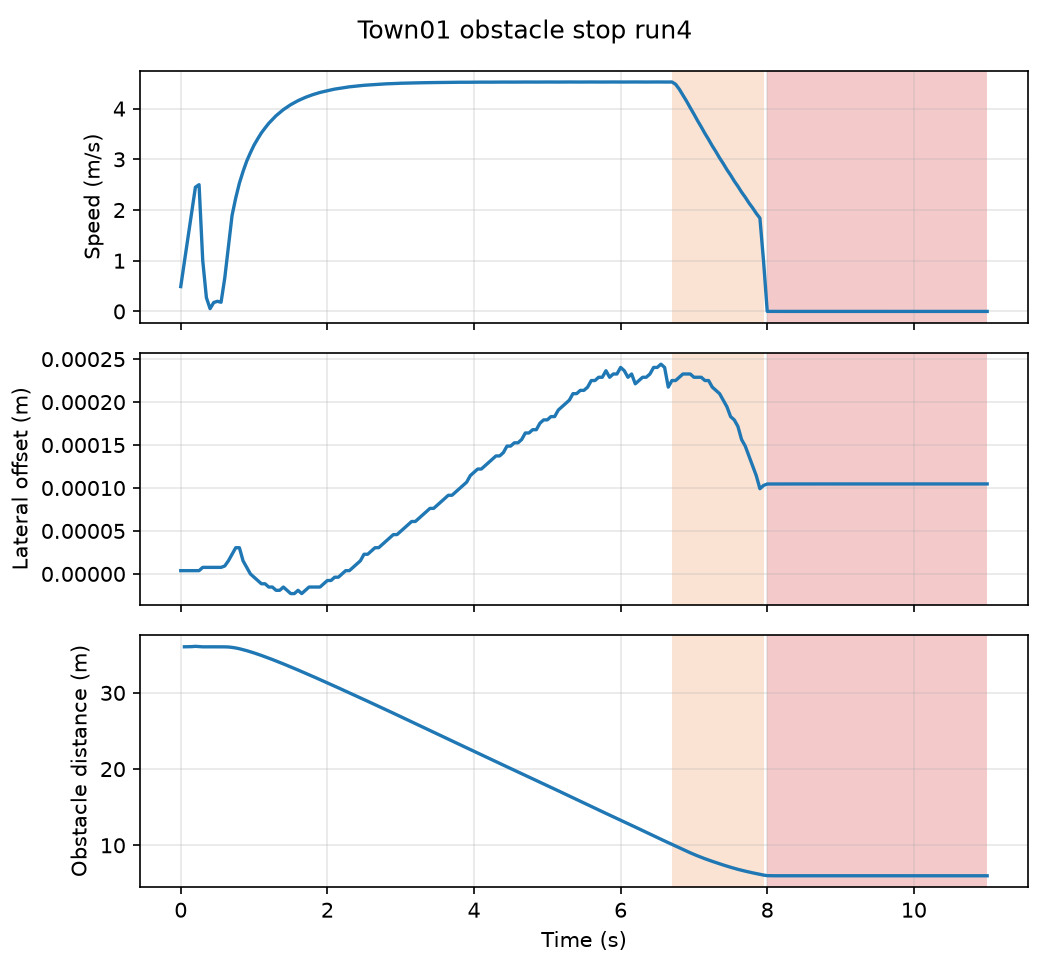 Town01 obstacle stop run4
Speed (m/s)
4
3
2
1
0
Lateral offset (m)
0.00025
0.00020
0.00015
0.00010
0.00005
0.00000
Obstacle distance (m)
30
20
10
0 2 4 6 8 10
Time (s)